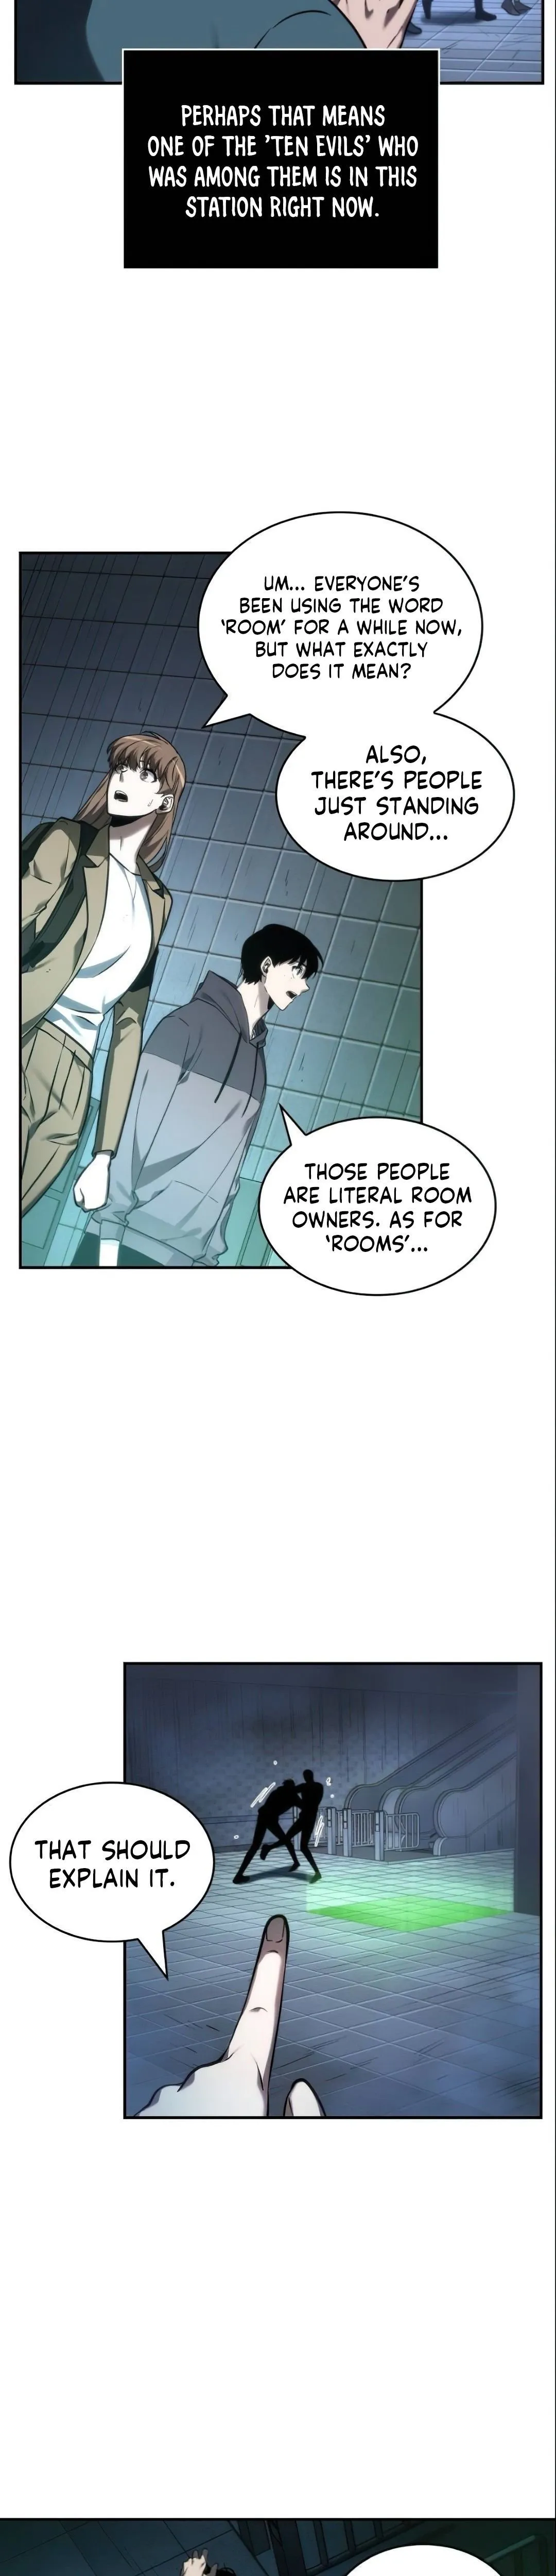 PERHAPS THAT MEANS
ONE OF THE 'TEN EVILS' WHO
WAS AMONG THEM IS IN THIS
STATION RIGHT NOW.
UM... EVERYONE'S
BEEN USING THE WORD
'ROOM' FOR A WHILE NOW,
BUT WHAT EXACTLY
DOES IT MEAN?
ALSO,
THERE'S PEOPLE
JUST STANDING
AROUND...
THOSE PEOPLE
ARE LITERAL ROOM
OWNERS. AS FOR
'ROOMS'...
THAT SHOULD
EXPLAIN IT.